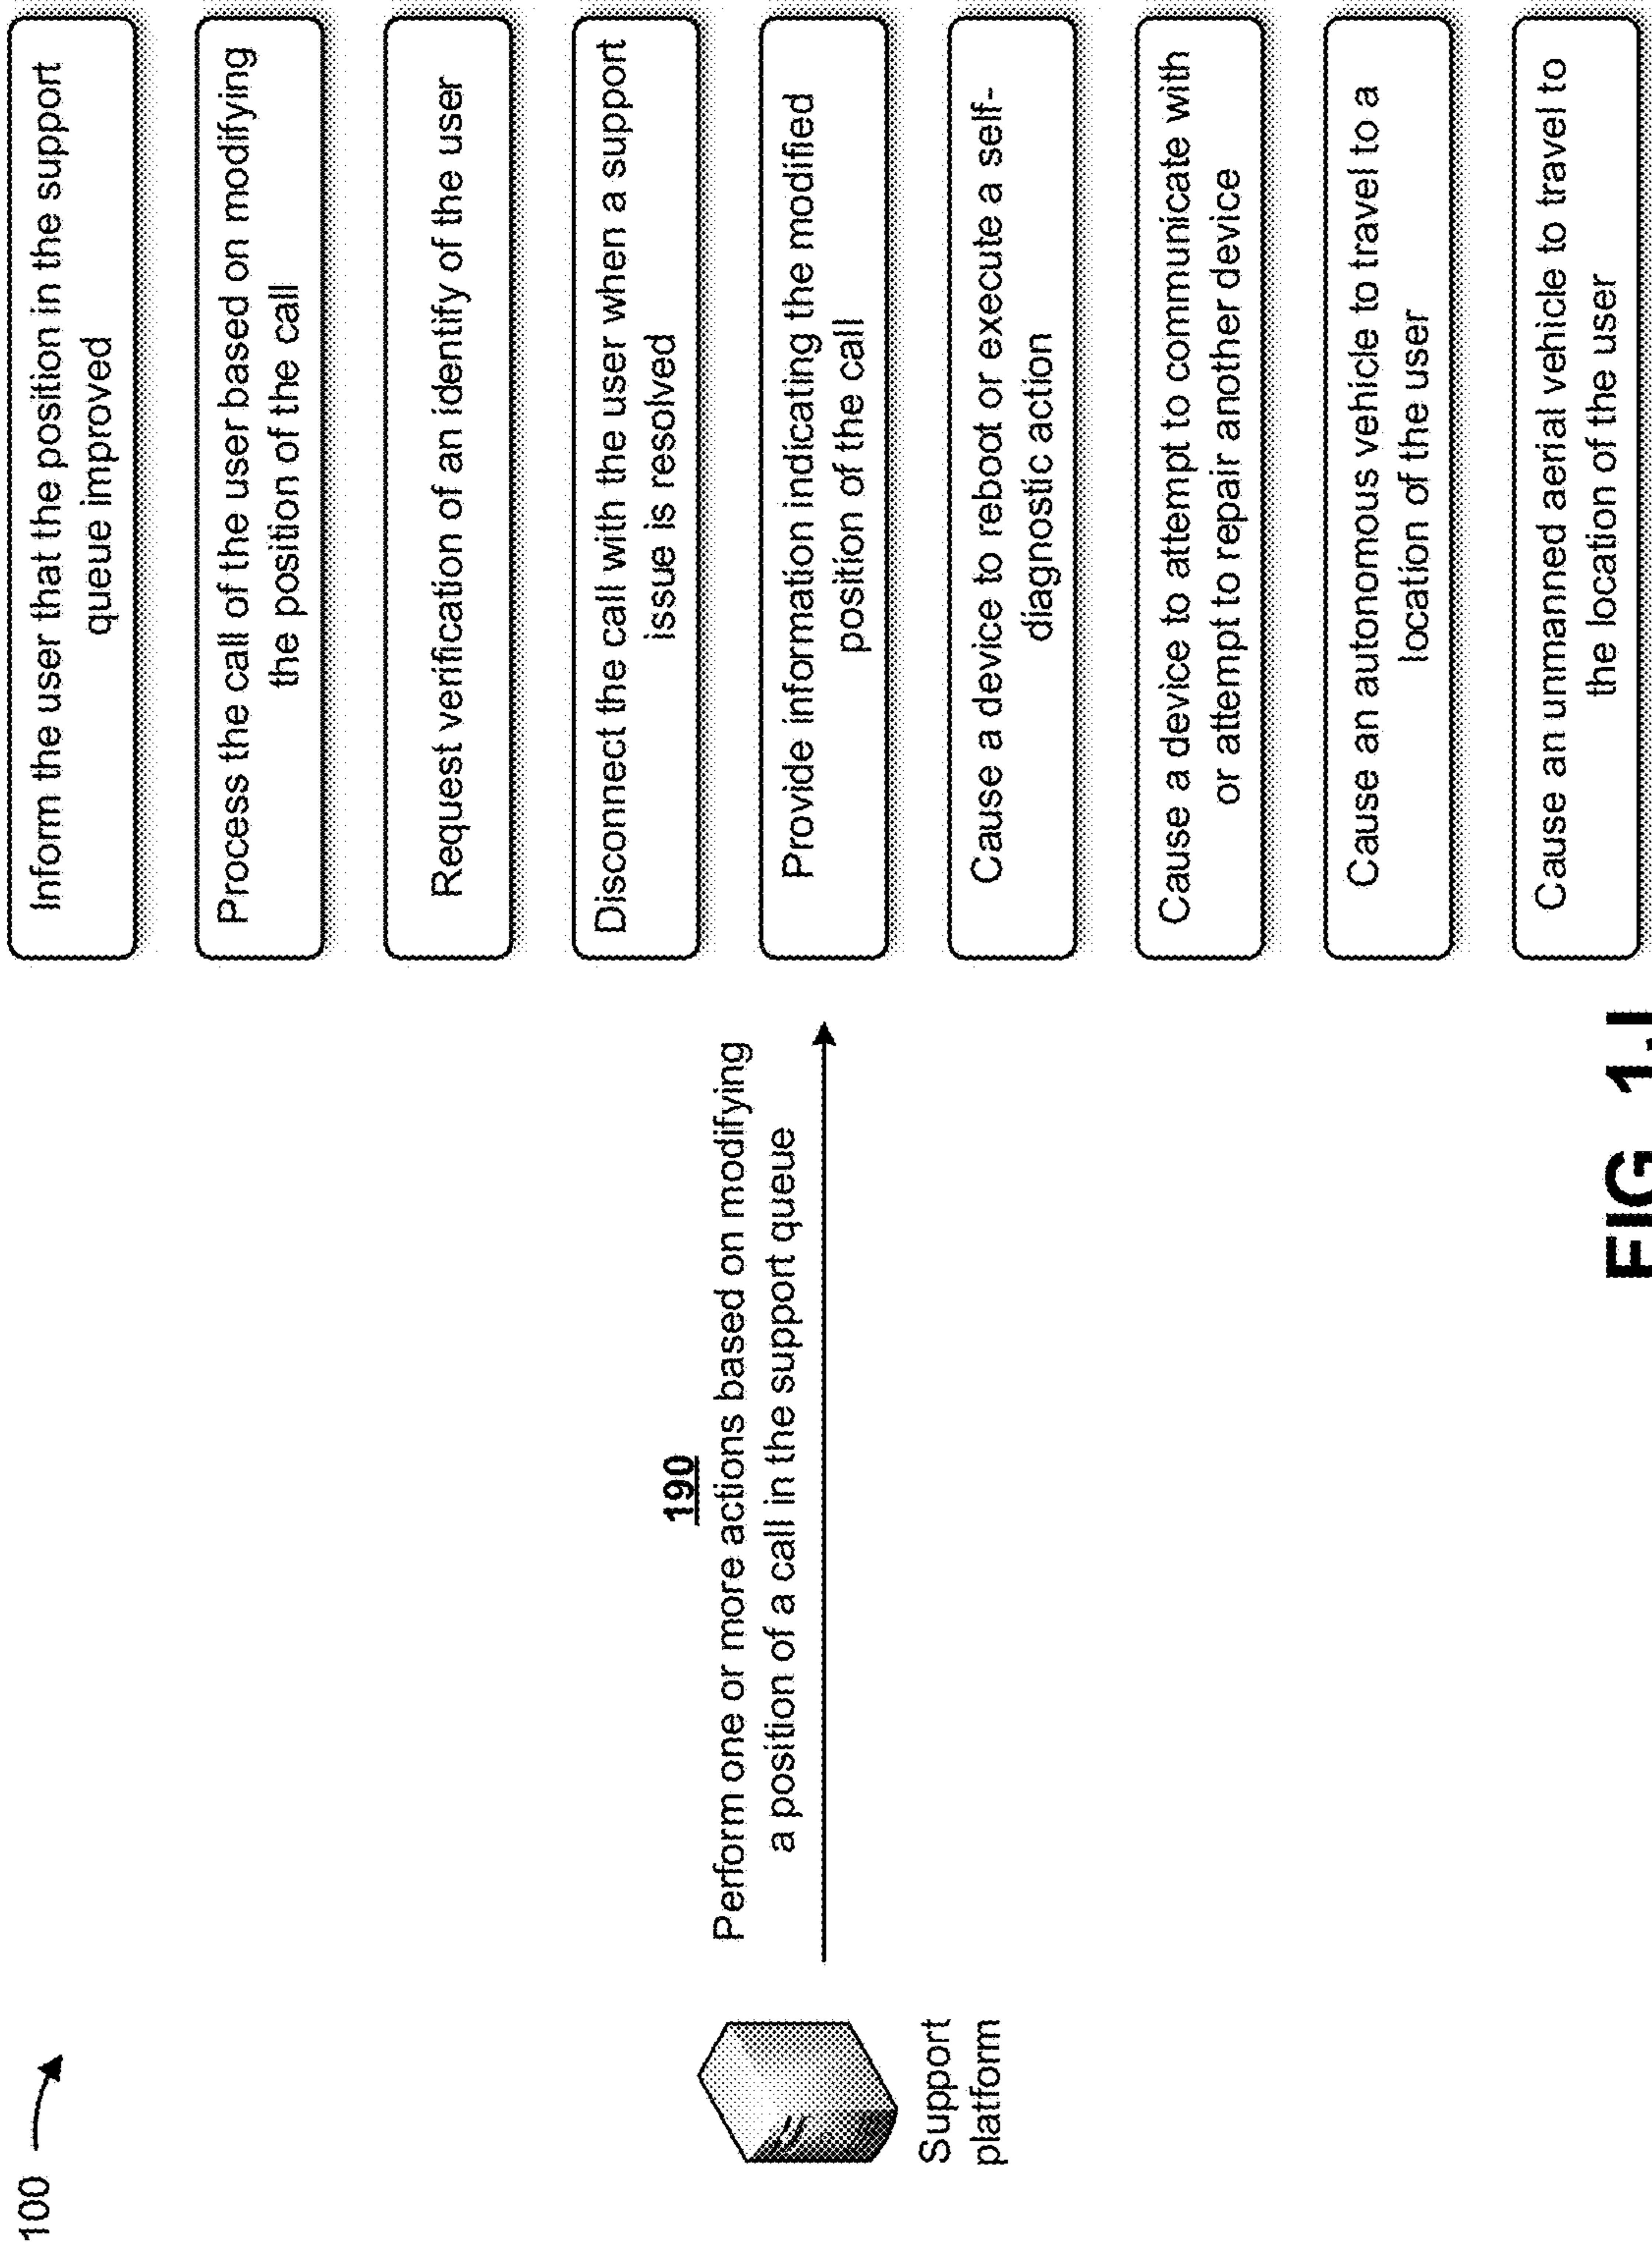 100
190
Perform one or more actions based on modifying
a position of a call in the support queue
Support
platform
Inform the user that the position in the support
queue improved
Process the call of the user based on modifying
the position of the call
Request verification of an identify of the user
Disconnect the call with the user when a support
issue is resolved
Provide information indicating the modified
position of the call
Cause a device to reboot or execute a self-
diagnostic action
Cause a device to attempt to communicate with
or attempt to repair another device
Cause an autonomous vehicle to travel to a
location of the user
Cause an unmanned aerial vehicle to travel to
the location of the user
FIG 1J